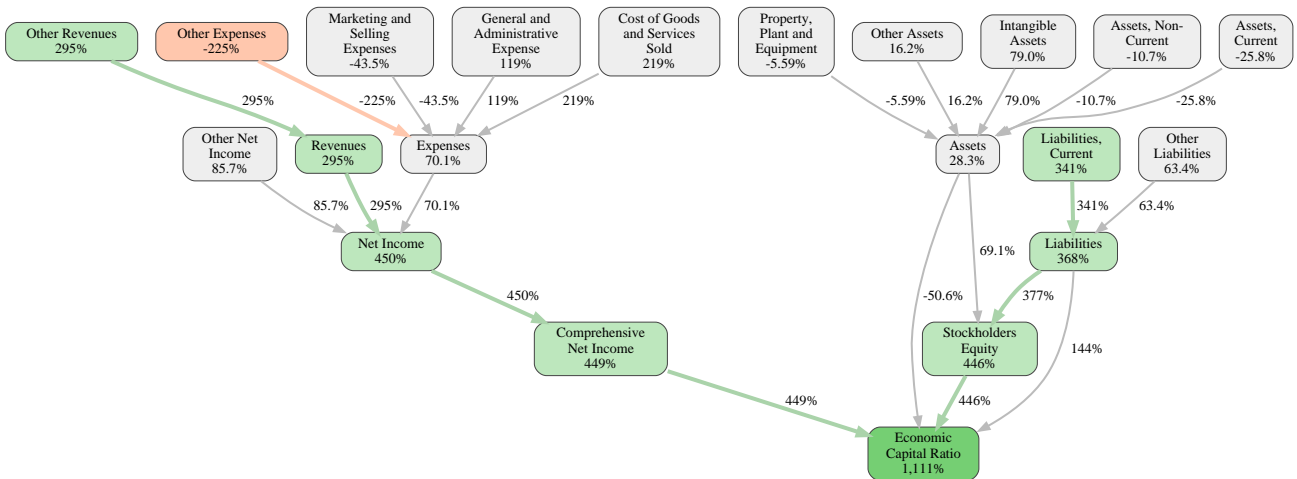 Other Revenues
295%
Other Expenses
-225%
Marketing and
Selling
Expenses
-43.5%
General and
Administrative
Expense
119%
Cost of Goods
and Services
Sold
219%
Property,
Plant and
Equipment
-5.59%
Other Assets
16.2%
Intangible
Assets
79.0%
Assets, Non-
Current
-10.7%
Assets,
Current
-25.8%
295%
-225%
-43.5%
119%
219%
-5.59%
16.2%
79.0%
-10.7%
-25.8%
Other Net
Income
85.7%
Revenues
295%
Expenses
70.1%
Assets
28.3%
Liabilities,
Current
341%
Other
Liabilities
63.4%
85.7%
295%
70.1%
341%
63.4%
Net Income
450%
69.1%
Liabilities
368%
450%
-50.6%
377%
Comprehensive
Net Income
449%
Stockholders
Equity
446%
144%
449%
446%
Economic
Capital Ratio
1,111%